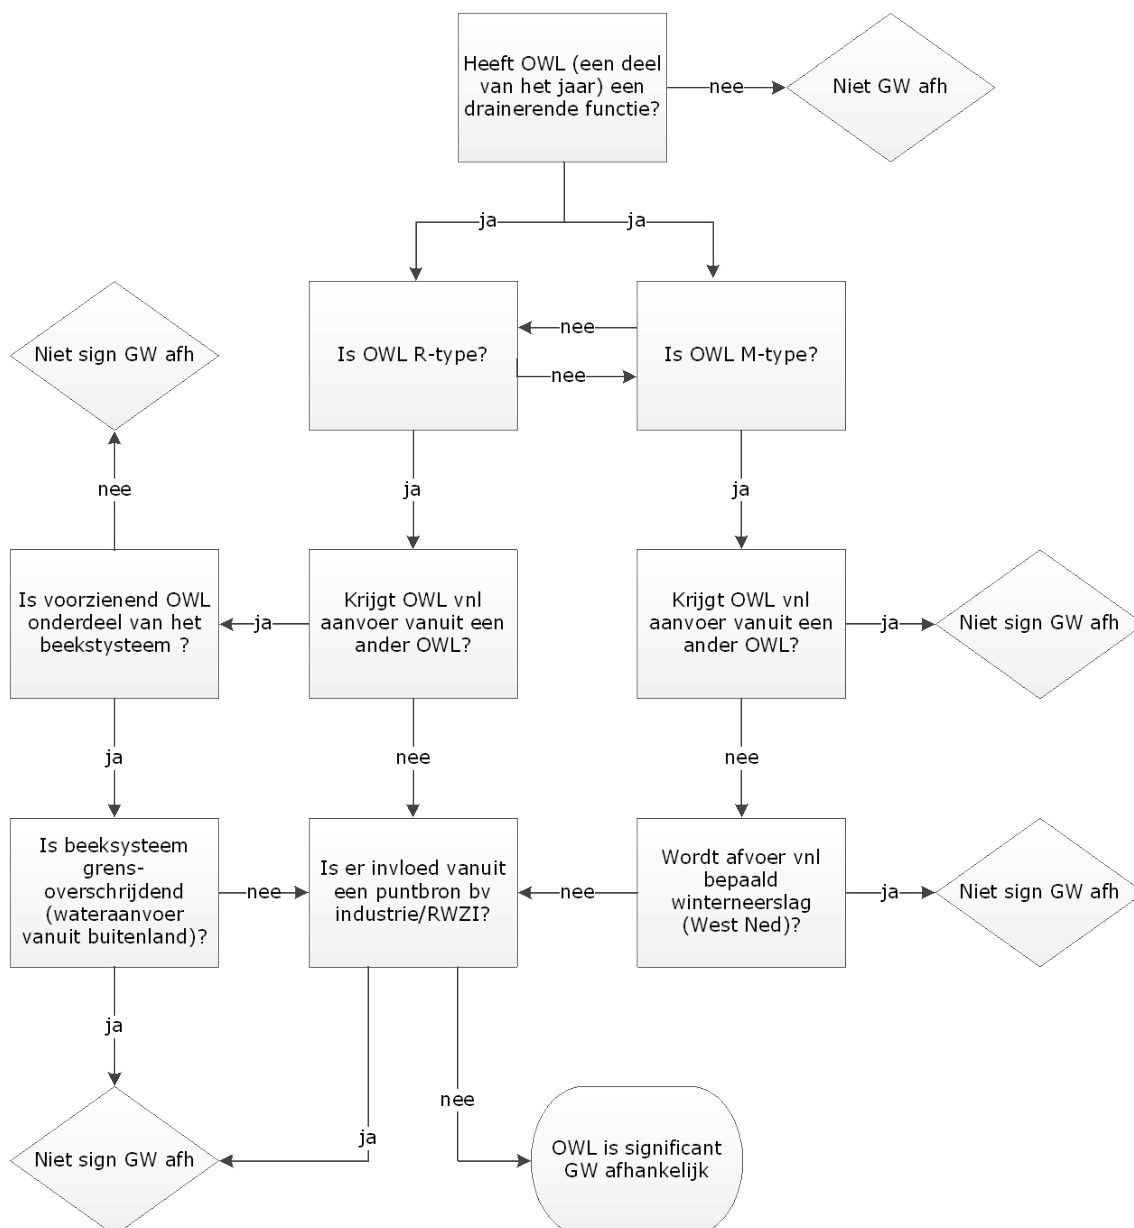 Heeft OWL (een deel
van het jaar) een
drainerende functie?
nee
Niet GW afh
ja
ja
Niet sign GW afh
Is OWL R-type?
nee
nee
Is OWL M-type?
nee
ja
ja
Is voorzienend OWL
onderdeel van het
beekstysteem ?
ja
Krijgt OWL vnl
aanvoer vanuit een
ander OWL?
Krijgt OWL vnl
aanvoer vanuit een
ander OWL?
ja
Niet sign GW afh
ja
nee
nee
Is beeksysteem
grens-
overschrijdend
(wateraanvoer
vanuit buitenland)?
nee
Is er invloed vanuit
een puntbron bv
industrie/RWZI?
nee
Wordt afvoer vnl
bepaald
winterneerslag
(West Ned)?
ja
Niet sign GW afh
ja
nee
ja
Niet sign GW afh
OWL is significant
GW afhankelijk